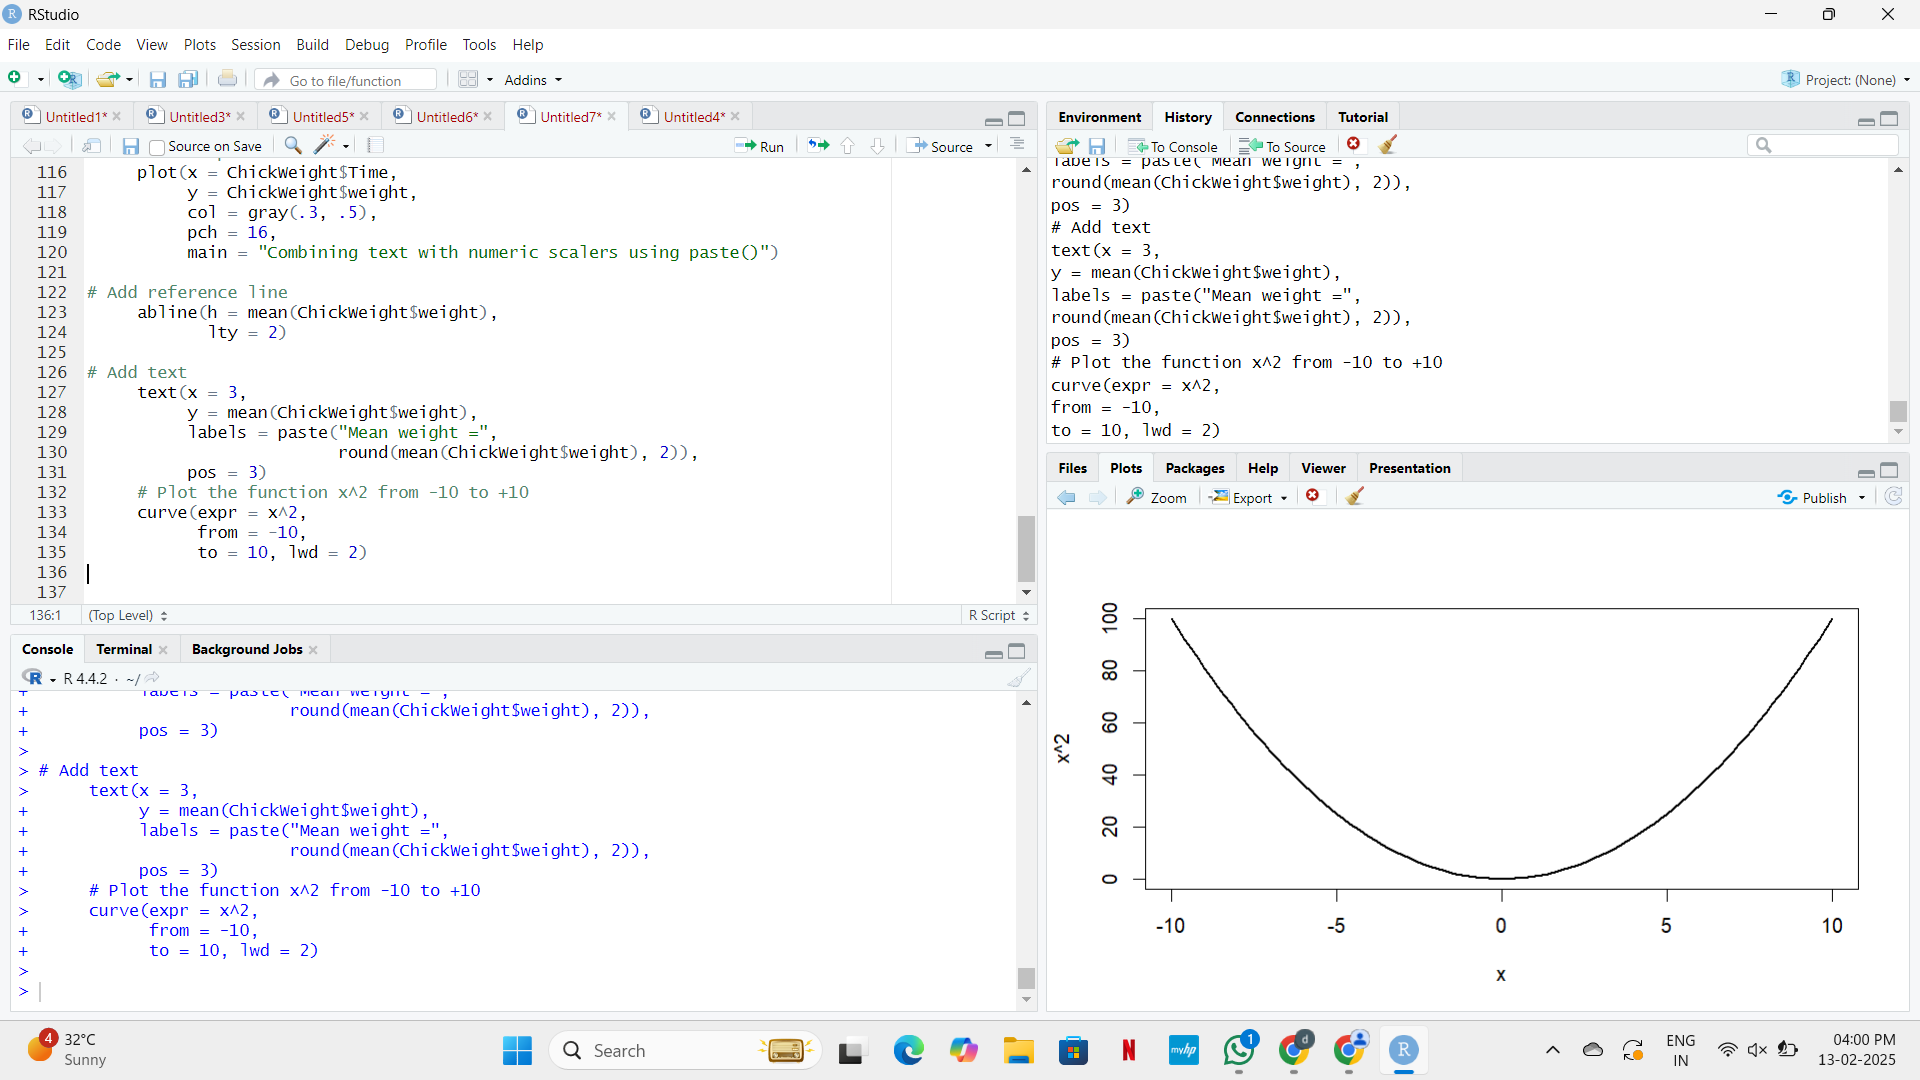 RStudio
File Edit Code View Plots Session Build Debug Profile Tools Help
Go to file/function Addins Project: (None)
Untitled1* Untitled3* Untitled5* Untitled6* Untitled7* Untitled4*
Source on Save Run Source
116 plot(x = ChickWeight$Time,
117 y = ChickWeight$weight,
118 col = gray(.3, .5),
119 pch = 16,
120 main = "Combining text with numeric scalers using paste()")
121
122 # Add reference line
123 abline(h = mean(ChickWeight$weight),
124 lty = 2)
125
126 # Add text
127 text(x = 3,
128 y = mean(ChickWeight$weight),
129 labels = paste("Mean weight =",
130 round(mean(ChickWeight$weight), 2)),
131 pos = 3)
132 # Plot the function x^2 from -10 to +10
133 curve(expr = x^2,
134 from = -10,
135 to = 10, lwd = 2)
136
137
136:1 (Top Level) R Script
Console Terminal Background Jobs
R R 4.4.2 · ~/
+ labels = paste("Mean weight =",
+ round(mean(ChickWeight$weight), 2)),
+ pos = 3)
>
> # Add text
> text(x = 3,
+ y = mean(ChickWeight$weight),
+ labels = paste("Mean weight =",
+ round(mean(ChickWeight$weight), 2)),
+ pos = 3)
> # Plot the function x^2 from -10 to +10
> curve(expr = x^2,
+ from = -10,
+ to = 10, lwd = 2)
>
>
Environment History Connections Tutorial
To Console To Source
labels = paste("Mean weight =",
round(mean(ChickWeight$weight), 2)),
pos = 3)
# Add text
text(x = 3,
y = mean(ChickWeight$weight),
labels = paste("Mean weight =",
round(mean(ChickWeight$weight), 2)),
pos = 3)
# Plot the function x^2 from -10 to +10
curve(expr = x^2,
from = -10,
to = 10, lwd = 2)
Files Plots Packages Help Viewer Presentation
Zoom Export Publish
100
80
60
40
20
0
x^2
-10 -5 0 5 10
x
4 32°C
Sunny
Search
N
myhp
1
d
R
ENG
IN
04:00 PM
13-02-2025